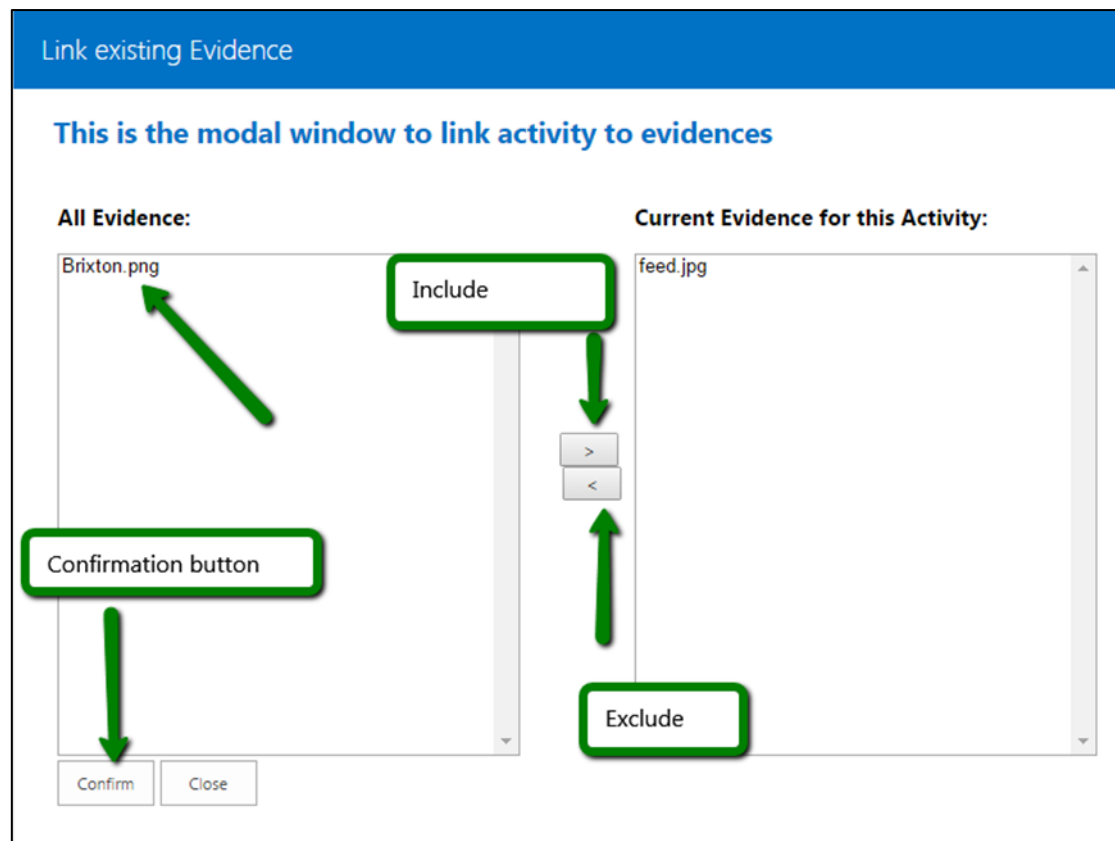 Link existing Evidence
This is the modal window to link activity to evidences
All Evidence:
Current Evidence for this Activity:
Brixton.png
feed.jpg
Include
>
<
Confirmation button
Exclude
Confirm
Close